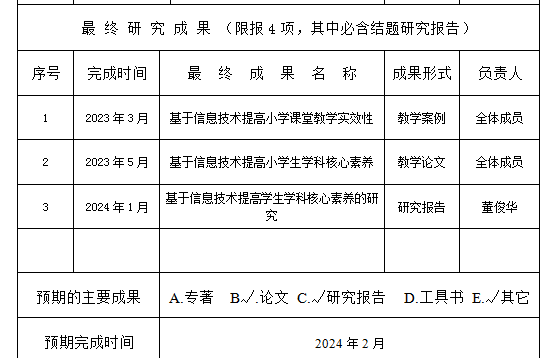 最 终 研 究 成 果 （限报 4 项，其中必含结题研究报告）
序号 完成时间 最 终 成 果 名 称 成果形式 负责人
1 2023 年 3 月 基于信息技术提高小学课堂教学实效性 教学案例 全体成员
2 2023 年 5 月 基于信息技术提高小学生学科核心素养 教学论文 全体成员
3 2024 年 1 月 基于信息技术提高学生学科核心素养的研究 研究报告 董俊华
预期的主要成果 A.专著 B✓.论文 C.✓研究报告 D.工具书 E.✓其它
预期完成时间 2024 年 2 月